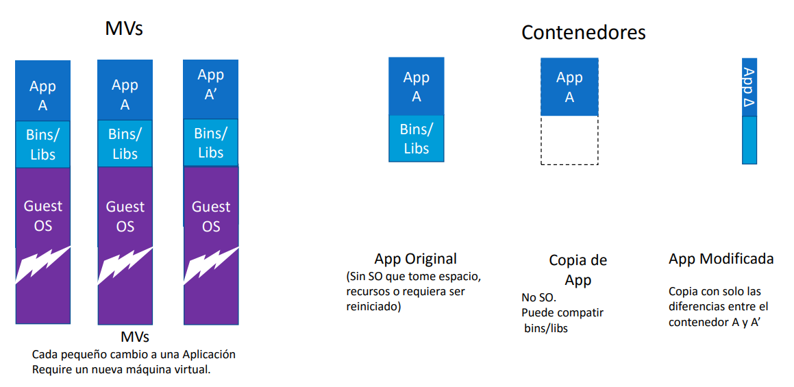 MVs
App
A
Bins/
Libs
Guest
OS
App
A
Bins/
Libs
Guest
OS
App
A’
Bins/
Libs
Guest
OS
MVs
Cada pequeño cambio a una Aplicación
Require un nueva máquina virtual.
Contenedores
App
A
Bins/
Libs
App Original
(Sin SO que tome espacio,
recursos o requiera ser
reiniciado)
App
A
Copia de
App
No SO.
Puede compatir
bins/libs
App Δ
App Modificada
Copia con solo las
diferencias entre el
contenedor A y A’